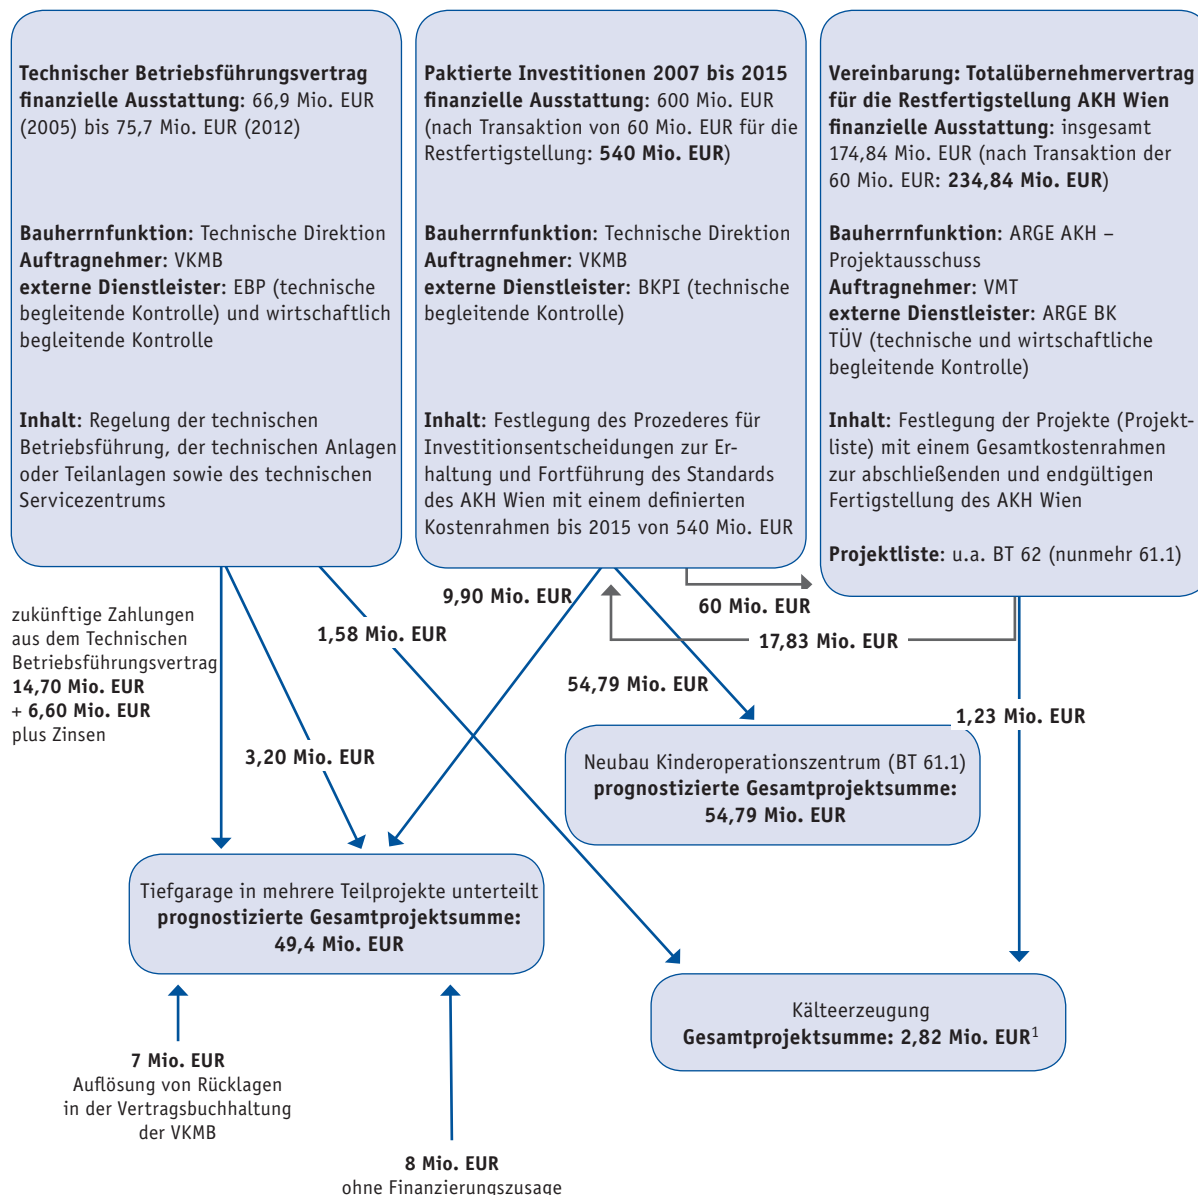 Technischer Betriebsführungsvertrag
finanzielle Ausstattung: 66,9 Mio. EUR
(2005) bis 75,7 Mio. EUR (2012)
Bauherrnfunktion: Technische Direktion
Auftragnehmer: VKMB
externe Dienstleister: EBP (technische
begleitende Kontrolle) und wirtschaftlich
begleitende Kontrolle
Inhalt: Regelung der technischen
Betriebsführung, der technischen Anlagen
oder Teilanlagen sowie des technischen
Servicezentrums
Paktierte Investitionen 2007 bis 2015
finanzielle Ausstattung: 600 Mio. EUR
(nach Transaktion von 60 Mio. EUR für die
Restfertigstellung: 540 Mio. EUR)
Bauherrnfunktion: Technische Direktion
Auftragnehmer: VKMB
externe Dienstleister: BKPI (technische
begleitende Kontrolle)
Inhalt: Festlegung des Prozederes für
Investitionsentscheidungen zur Er-
haltung und Fortführung des Standards
des AKH Wien mit einem definierten
Kostenrahmen bis 2015 von 540 Mio. EUR
Vereinbarung: Totalübernehmervertrag
für die Restfertigstellung AKH Wien
finanzielle Ausstattung: insgesamt
174,84 Mio. EUR (nach Transaktion der
60 Mio. EUR: 234,84 Mio. EUR)
Bauherrnfunktion: ARGE AKH –
Projektausschuss
Auftragnehmer: VMT
externe Dienstleister: ARGE BK
TÜV (technische und wirtschaftliche
begleitende Kontrolle)
Inhalt: Festlegung der Projekte (Projekt-
liste) mit einem Gesamtkostenrahmen
zur abschließenden und endgültigen
Fertigstellung des AKH Wien
Projektliste: u.a. BT 62 (nunmehr 61.1)
zukünftige Zahlungen
aus dem Technischen
Betriebsführungsvertrag
14,70 Mio. EUR
+ 6,60 Mio. EUR
plus Zinsen
3,20 Mio. EUR
1,58 Mio. EUR
9,90 Mio. EUR
60 Mio. EUR
17,83 Mio. EUR
54,79 Mio. EUR
1,23 Mio. EUR
Neubau Kinderoperationszentrum (BT 61.1)
prognostizierte Gesamtprojektsumme:
54,79 Mio. EUR
Tiefgarage in mehrere Teilprojekte unterteilt
prognostizierte Gesamtprojektsumme:
49,4 Mio. EUR
Kälteerzeugung
Gesamtprojektsumme: 2,82 Mio. EUR¹
7 Mio. EUR
Auflösung von Rücklagen
in der Vertragsbuchhaltung
der VKMB
8 Mio. EUR
ohne Finanzierungszusage